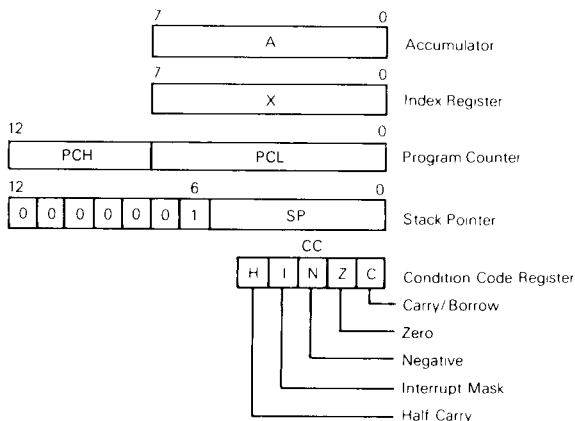 7 0
A Accumulator
7 0
X Index Register
12 0
PCH PCL Program Counter
12 6 0
0 0 0 0 0 0 1 SP Stack Pointer
CC
H I N Z C Condition Code Register
Carry/Borrow
Zero
Negative
Interrupt Mask
Half Carry